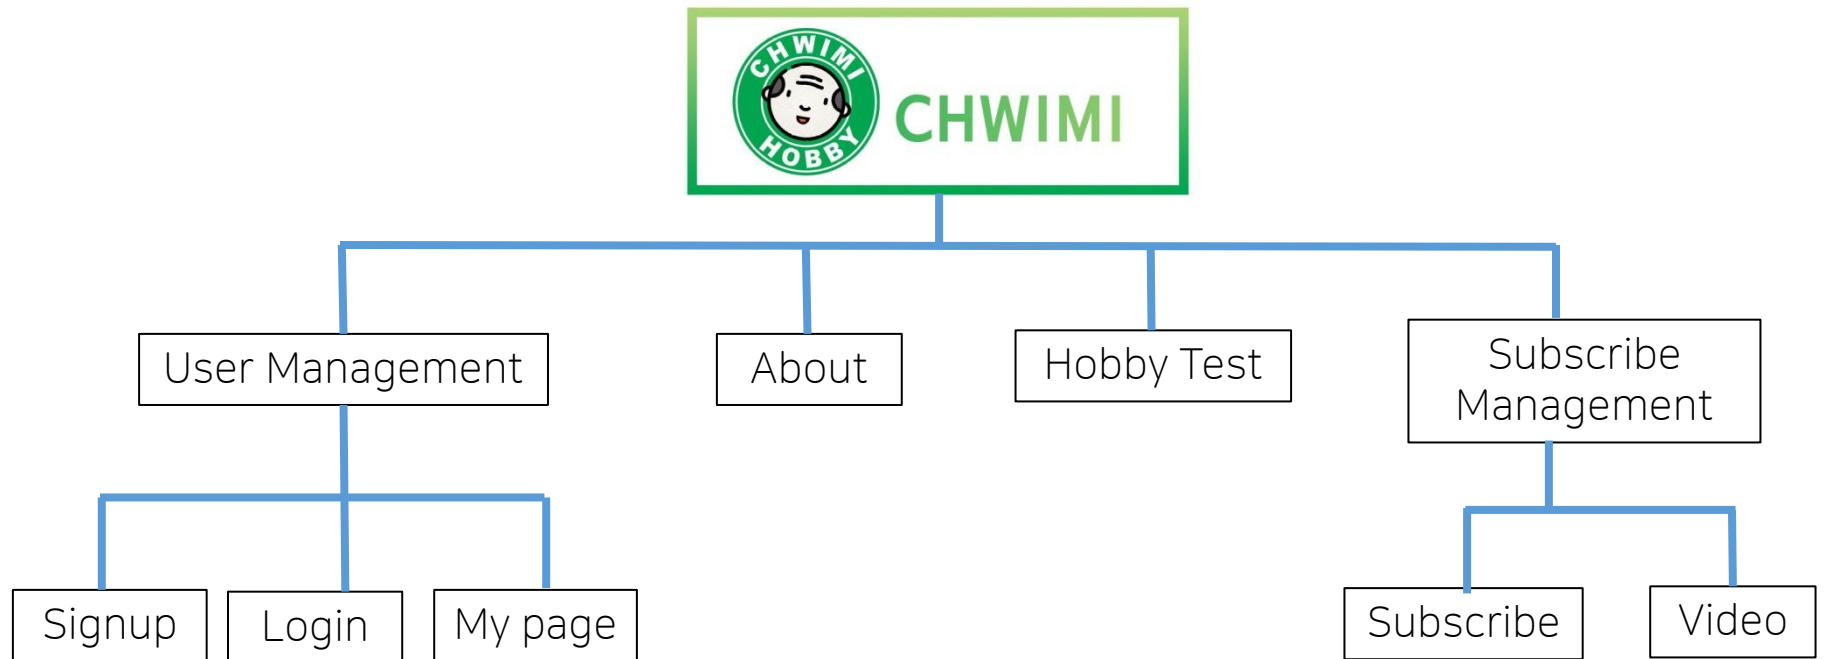 CHWIMI
HOBBY
CHWIMI
User Management
About
Hobby Test
Subscribe
Management
Signup
Login
My page
Subscribe
Video